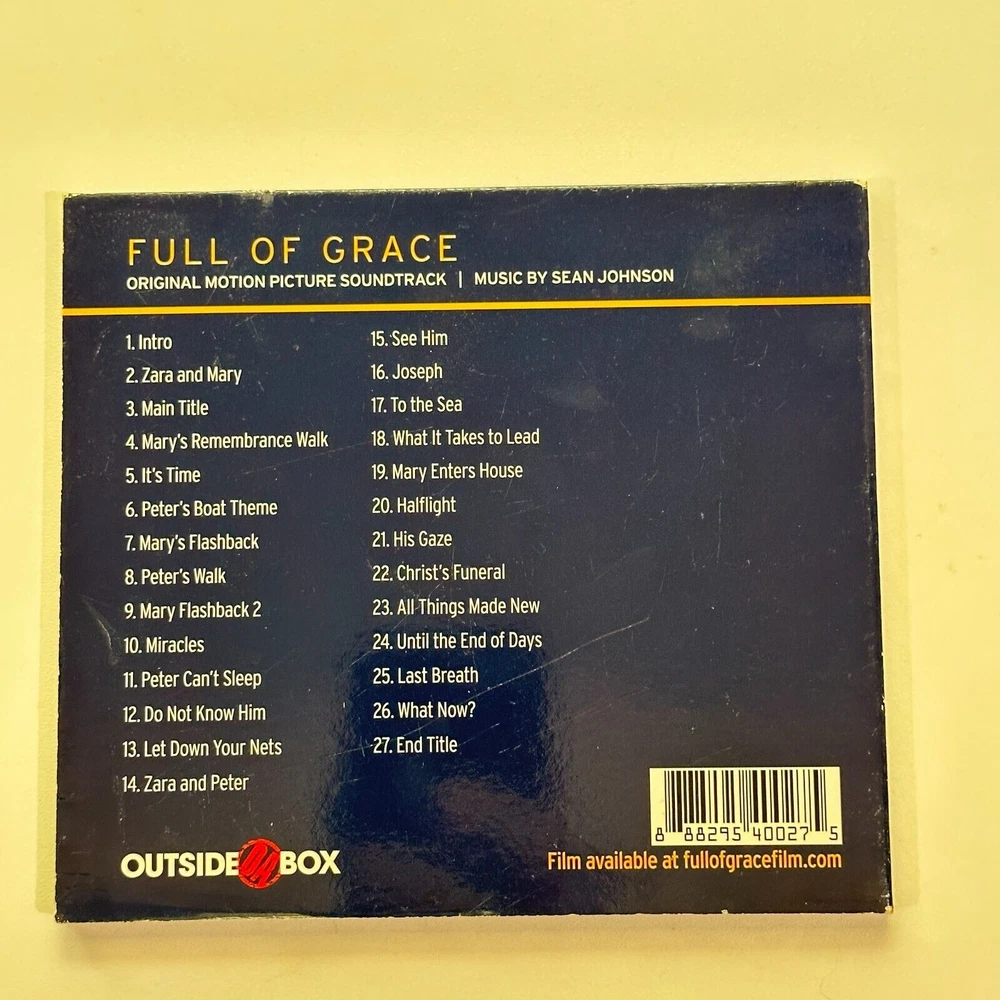 FULL OF GRACE
ORIGINAL MOTION PICTURE SOUNDTRACK | MUSIC BY SEAN JOHNSON
1. Intro
2. Zara and Mary
3. Main Title
4. Mary's Remembrance Walk
5. It's Time
6. Peter's Boat Theme
7. Mary's Flashback
8. Peter's Walk
9. Mary Flashback 2
10. Miracles
11. Peter Can't Sleep
12. Do Not Know Him
13. Let Down Your Nets
14. Zara and Peter
15. See Him
16. Joseph
17. To the Sea
18. What It Takes to Lead
19. Mary Enters House
20. Halflight
21. His Gaze
22. Christ's Funeral
23. All Things Made New
24. Until the End of Days
25. Last Breath
26. What Now?
27. End Title
8 88295 40027 5
OUTSIDE DA BOX
Film available at fullofgracefilm.com